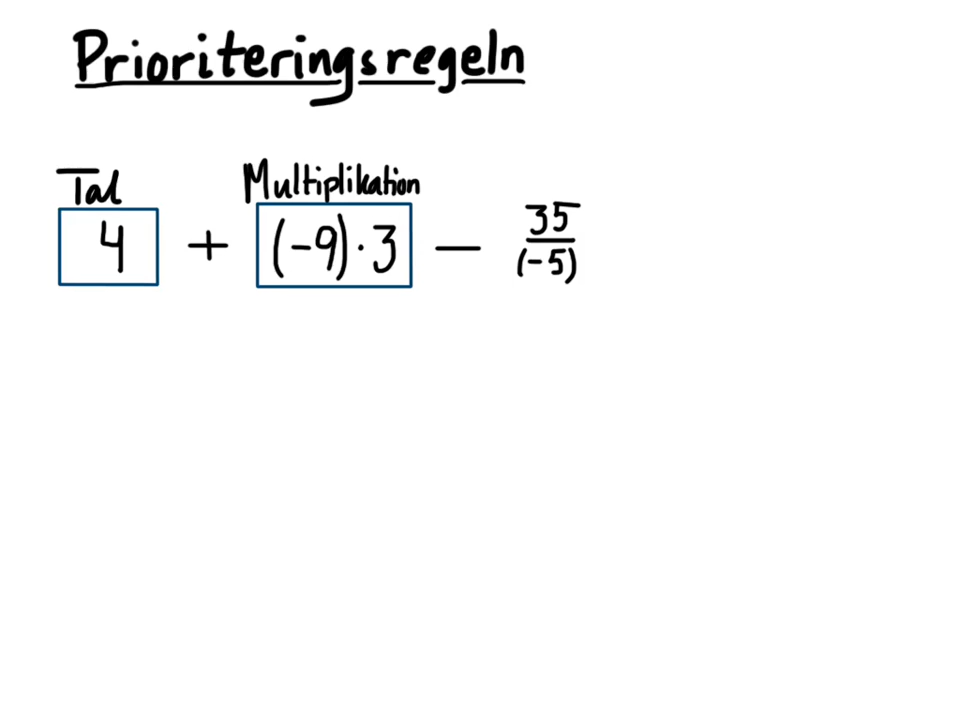 Prioriteringsregeln
Tal Multiplikation
4 + (-9) · 3 — 35/(-5)